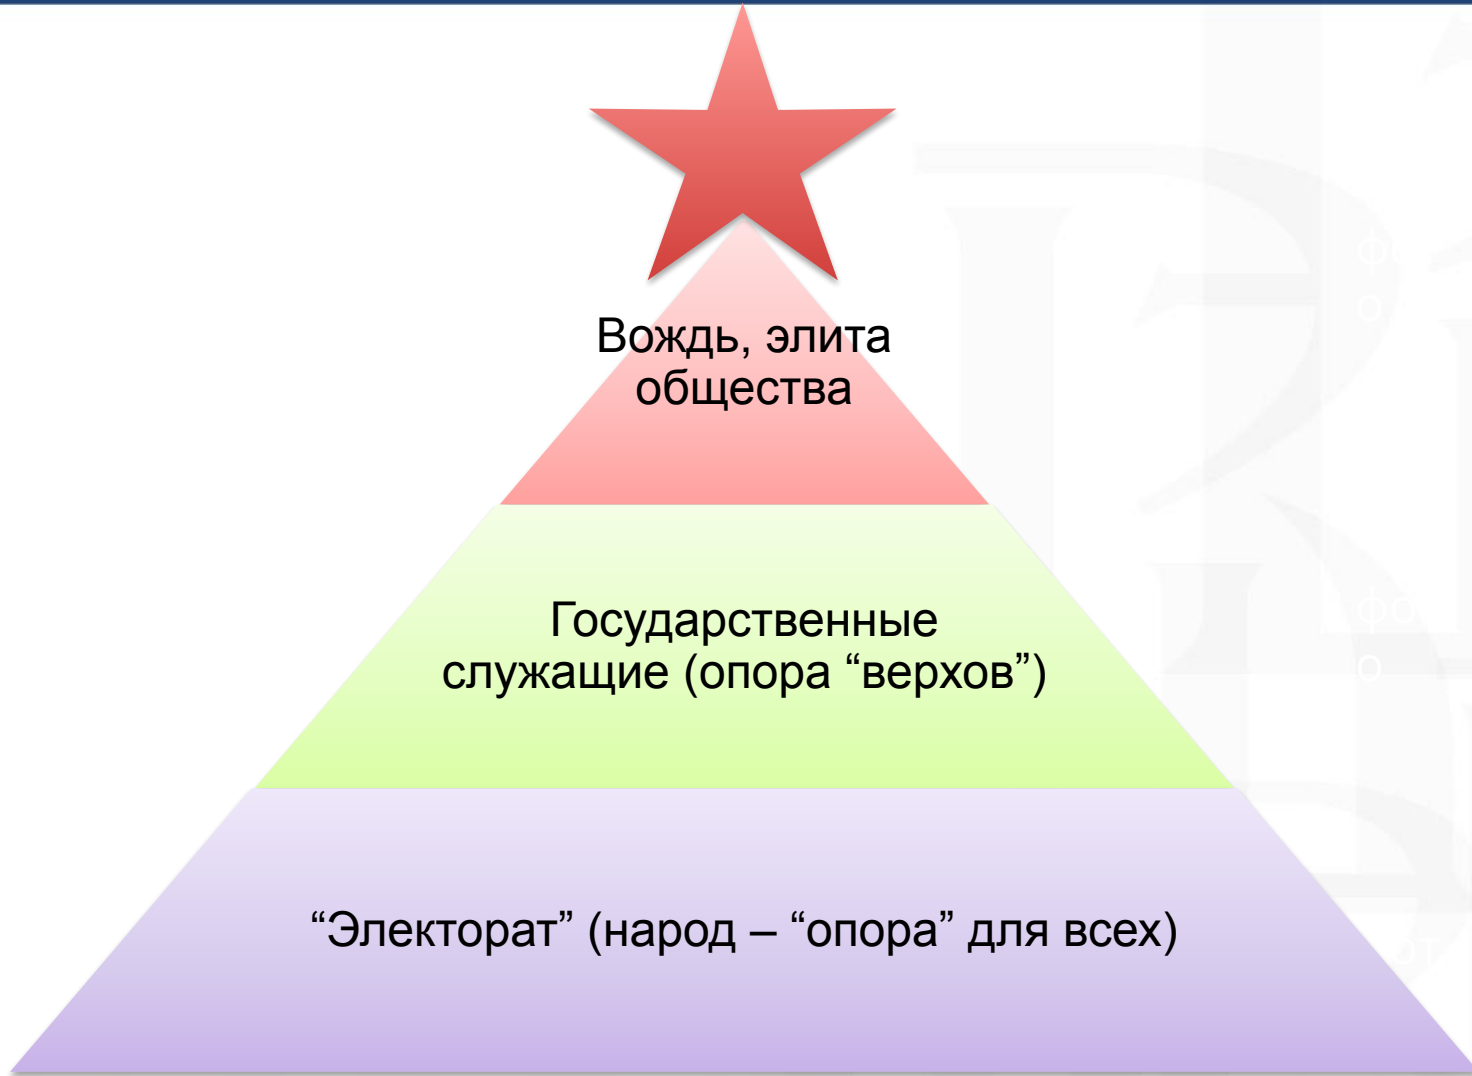 Вождь, элита
общества
Государственные
служащие (опора “верхов”)
“Электорат” (народ – “опора” для всех)